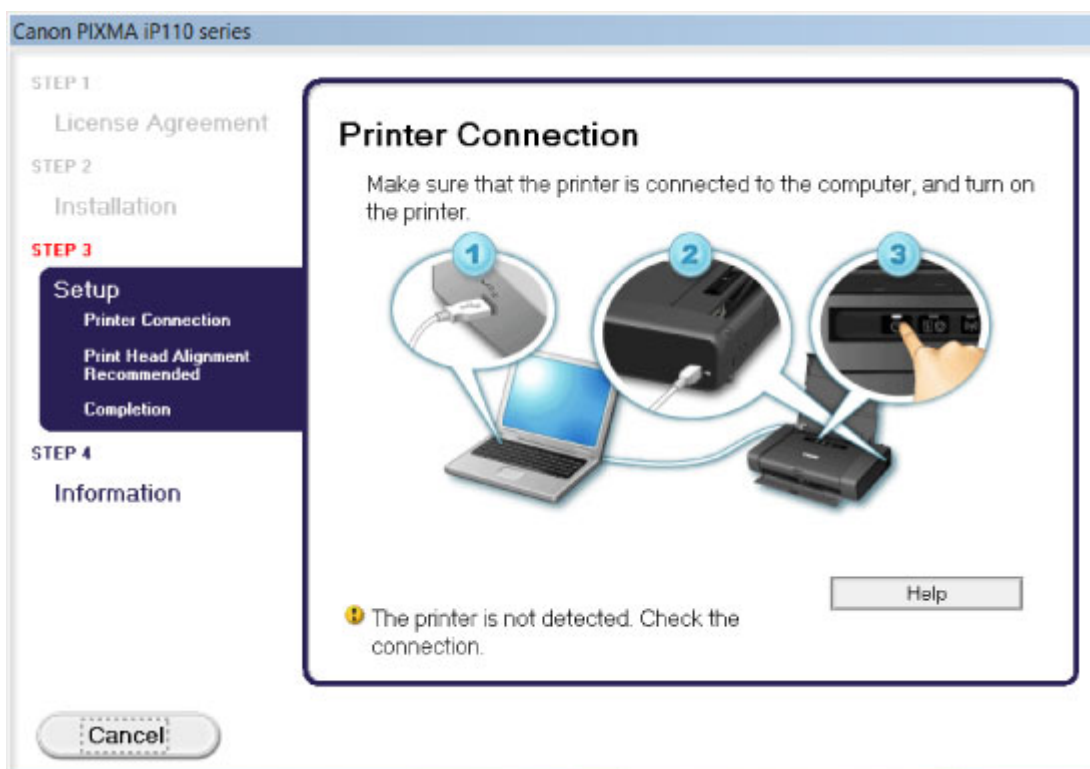 Canon PIXMA iP110 series
STEP 1
License Agreement
STEP 2
Installation
STEP 3
Setup
Printer Connection
Print Head Alignment
Recommended
Completion
STEP 4
Information
Printer Connection
Make sure that the printer is connected to the computer, and turn on
the printer.
1
2
3
Help
The printer is not detected. Check the
connection.
Cancel